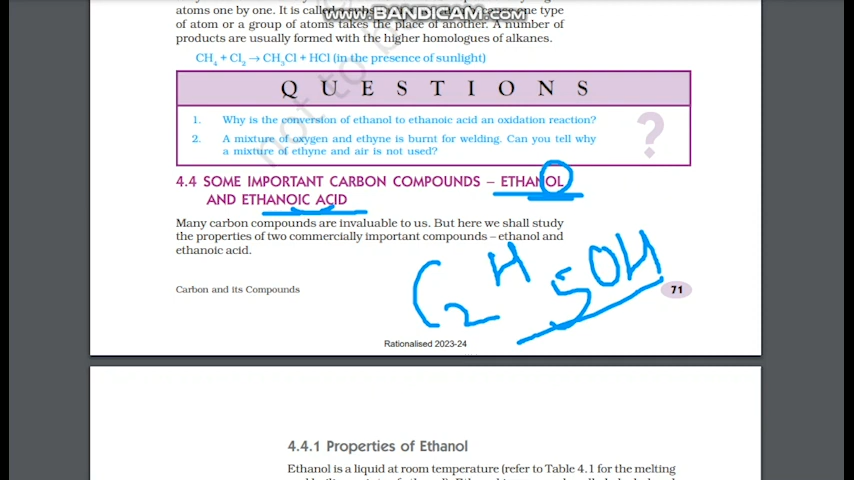 atoms one by one. It is called a
type
www.BANDICAM.com
of atom or a group of atoms takes the place of another. A number of
products are usually formed with the higher homologues of alkanes.
CH4 + Cl2 → CH3Cl + HCl (in the presence of sunlight)
QUESTIONS
1. Why is the conversion of ethanol to ethanoic acid an oxidation reaction?
2. A mixture of oxygen and ethyne is burnt for welding. Can you tell why
a mixture of ethyne and air is not used?
?
4.4 SOME IMPORTANT CARBON COMPOUNDS – ETHANOL
AND ETHANOIC ACID
Many carbon compounds are invaluable to us. But here we shall study
the properties of two commercially important compounds – ethanol and
ethanoic acid.
C2H5OH
Carbon and its Compounds
71
Rationalised 2023-24
4.4.1 Properties of Ethanol
Ethanol is a liquid at room temperature (refer to Table 4.1 for the melting